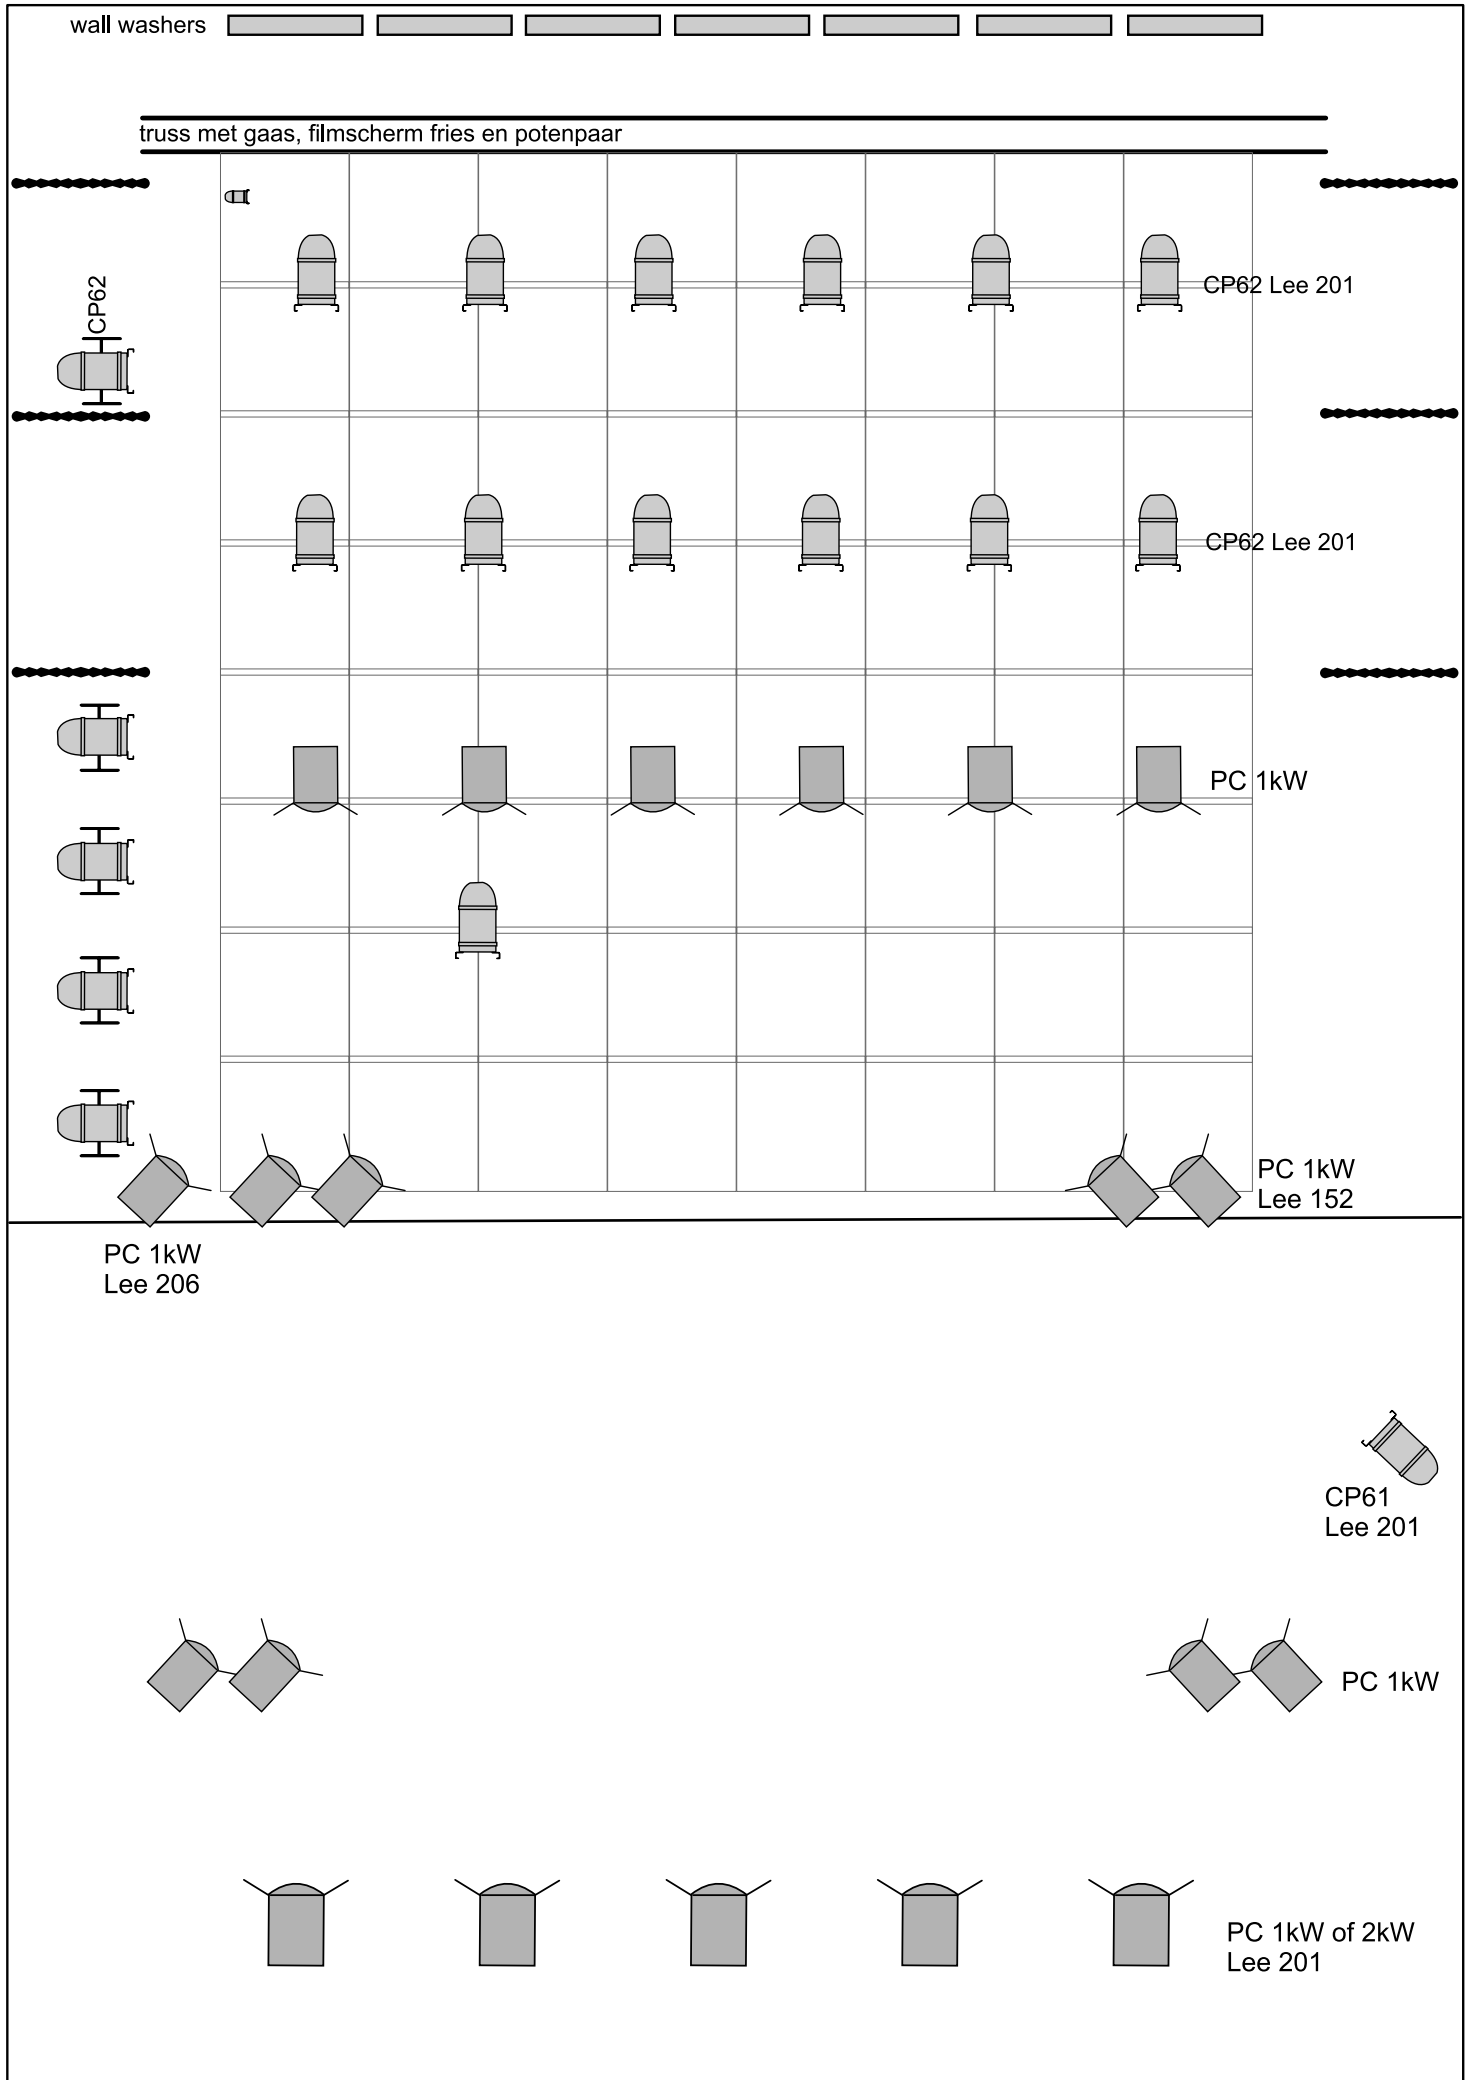 wall washers
truss met gaas, filmscherm fries en potenpaar
CP62 Lee 201
CP62
CP62 Lee 201
PC 1kW
PC 1kW
Lee 152
PC 1kW
Lee 206
CP61
Lee 201
PC 1kW
PC 1kW of 2kW
Lee 201